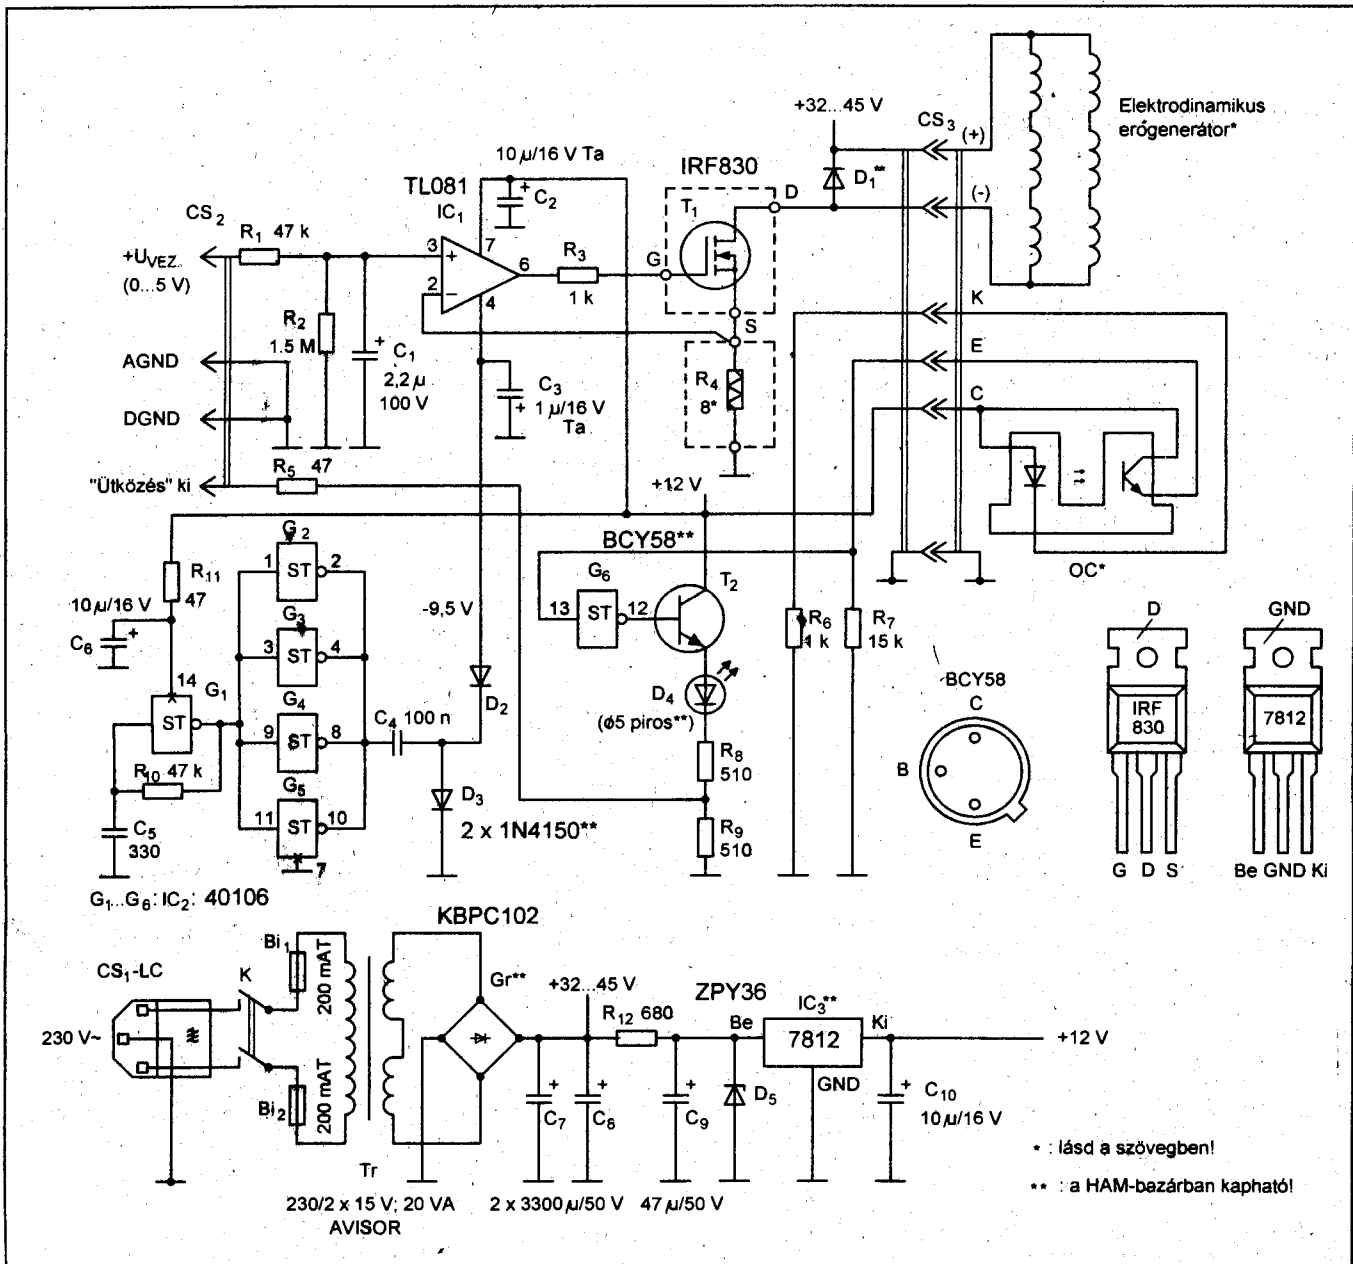 +32...45 V
CS3
(+)
Elektrodinamikus
erőgenerátor*
10 µ/16 V Ta
IRF830
D1**
TL081
IC1
C2
T1
D
(-)
CS2
R1 47 k
+UVEZ.
(0...5 V)
3
7
+
2
−
4
6
R3
1 k
G
S
K
R2
1.5 M
C1
2,2 µ
100 V
AGND
DGND
C3
1 µ/16 V
Ta
R4
8*
E
C
"Ütközés" ki
R5 47
+12 V
BCY58**
OC*
G2
1 ST 2
R11
47
10 µ/16 V
C6
G3
3 ST 4
-9,5 V
G6
13 ST 12
T2
R6
1 k
R7
15 k
14
G1
ST
G4
9 ST 8
C4 100 n
D2
D4
(ø5 piros**)
R10 47 k
G5
11 ST 10
7
C5
330
D3
2 x 1N4150**
R8
510
R9
510
BCY58
C
B
E
D
IRF
830
G D S
GND
7812
Be GND Ki
G1...G6: IC2: 40106
KBPC102
CS1-LC
K
Bi1
200 mAT
230 V~
Bi2
200 mAT
Gr**
+32...45 V
ZPY36
R12 680
Be
IC3**
7812
Ki
GND
+12 V
C7
C8
C9
D5
C10
10 µ/16 V
Tr
230/2 x 15 V; 20 VA
AVISOR
2 x 3300 µ/50 V
47 µ/50 V
* : lásd a szövegben!
** : a HAM-bazárban kapható!